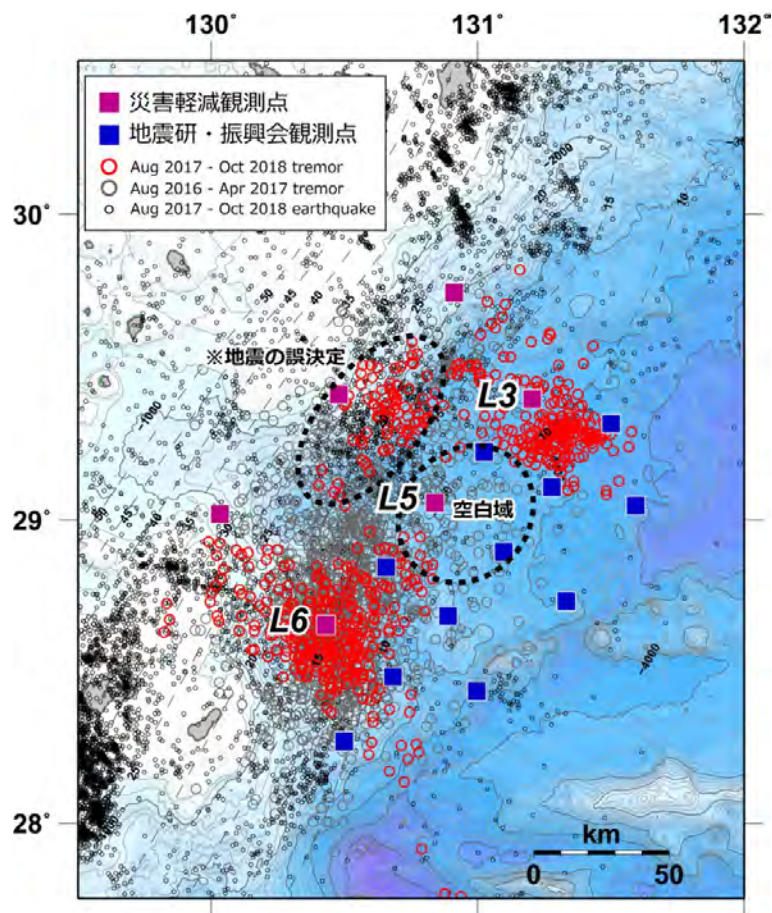 130° 131° 132°
災害軽減観測点
地震研・振興会観測点
Aug 2017 - Oct 2018 tremor
Aug 2016 - Apr 2017 tremor
Aug 2017 - Oct 2018 earthquake
-2000
30°
※地震の誤決定
L3
-1000
L5
空白域
29°
L6
-4000
28°
km
0 50